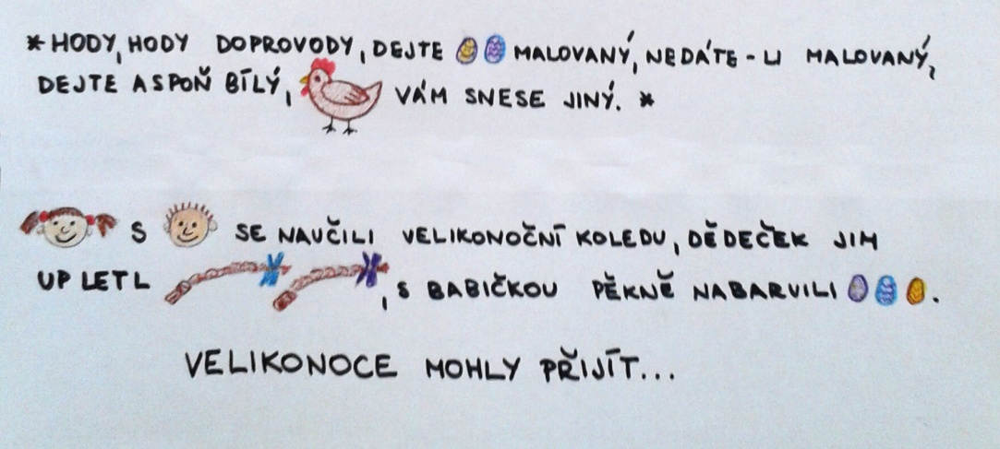 *HODY, HODY DOPROVODY, DEJTE MALOVANÝ, NEDÁTE-LI MALOVANÝ,
DEJTE ASPOŇ BÍLÝ, VÁM SNESE JINÝ. *
S SE NAUČILI VELIKONOČNÍ KOLEDU, DĚDEČEK JIM
UPLETL , S BABIČKOU PĚKNĚ NABARVILI .
VELIKONOCE MOHLY PŘIJÍT...